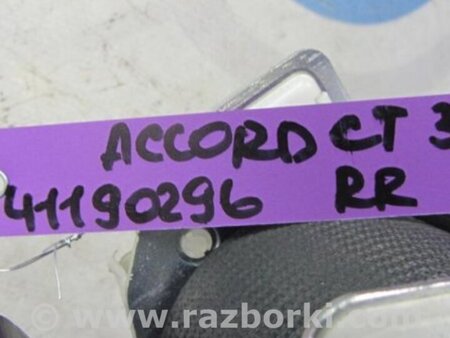 ACCORD CT 3
41190296 RR
www.razborki.com